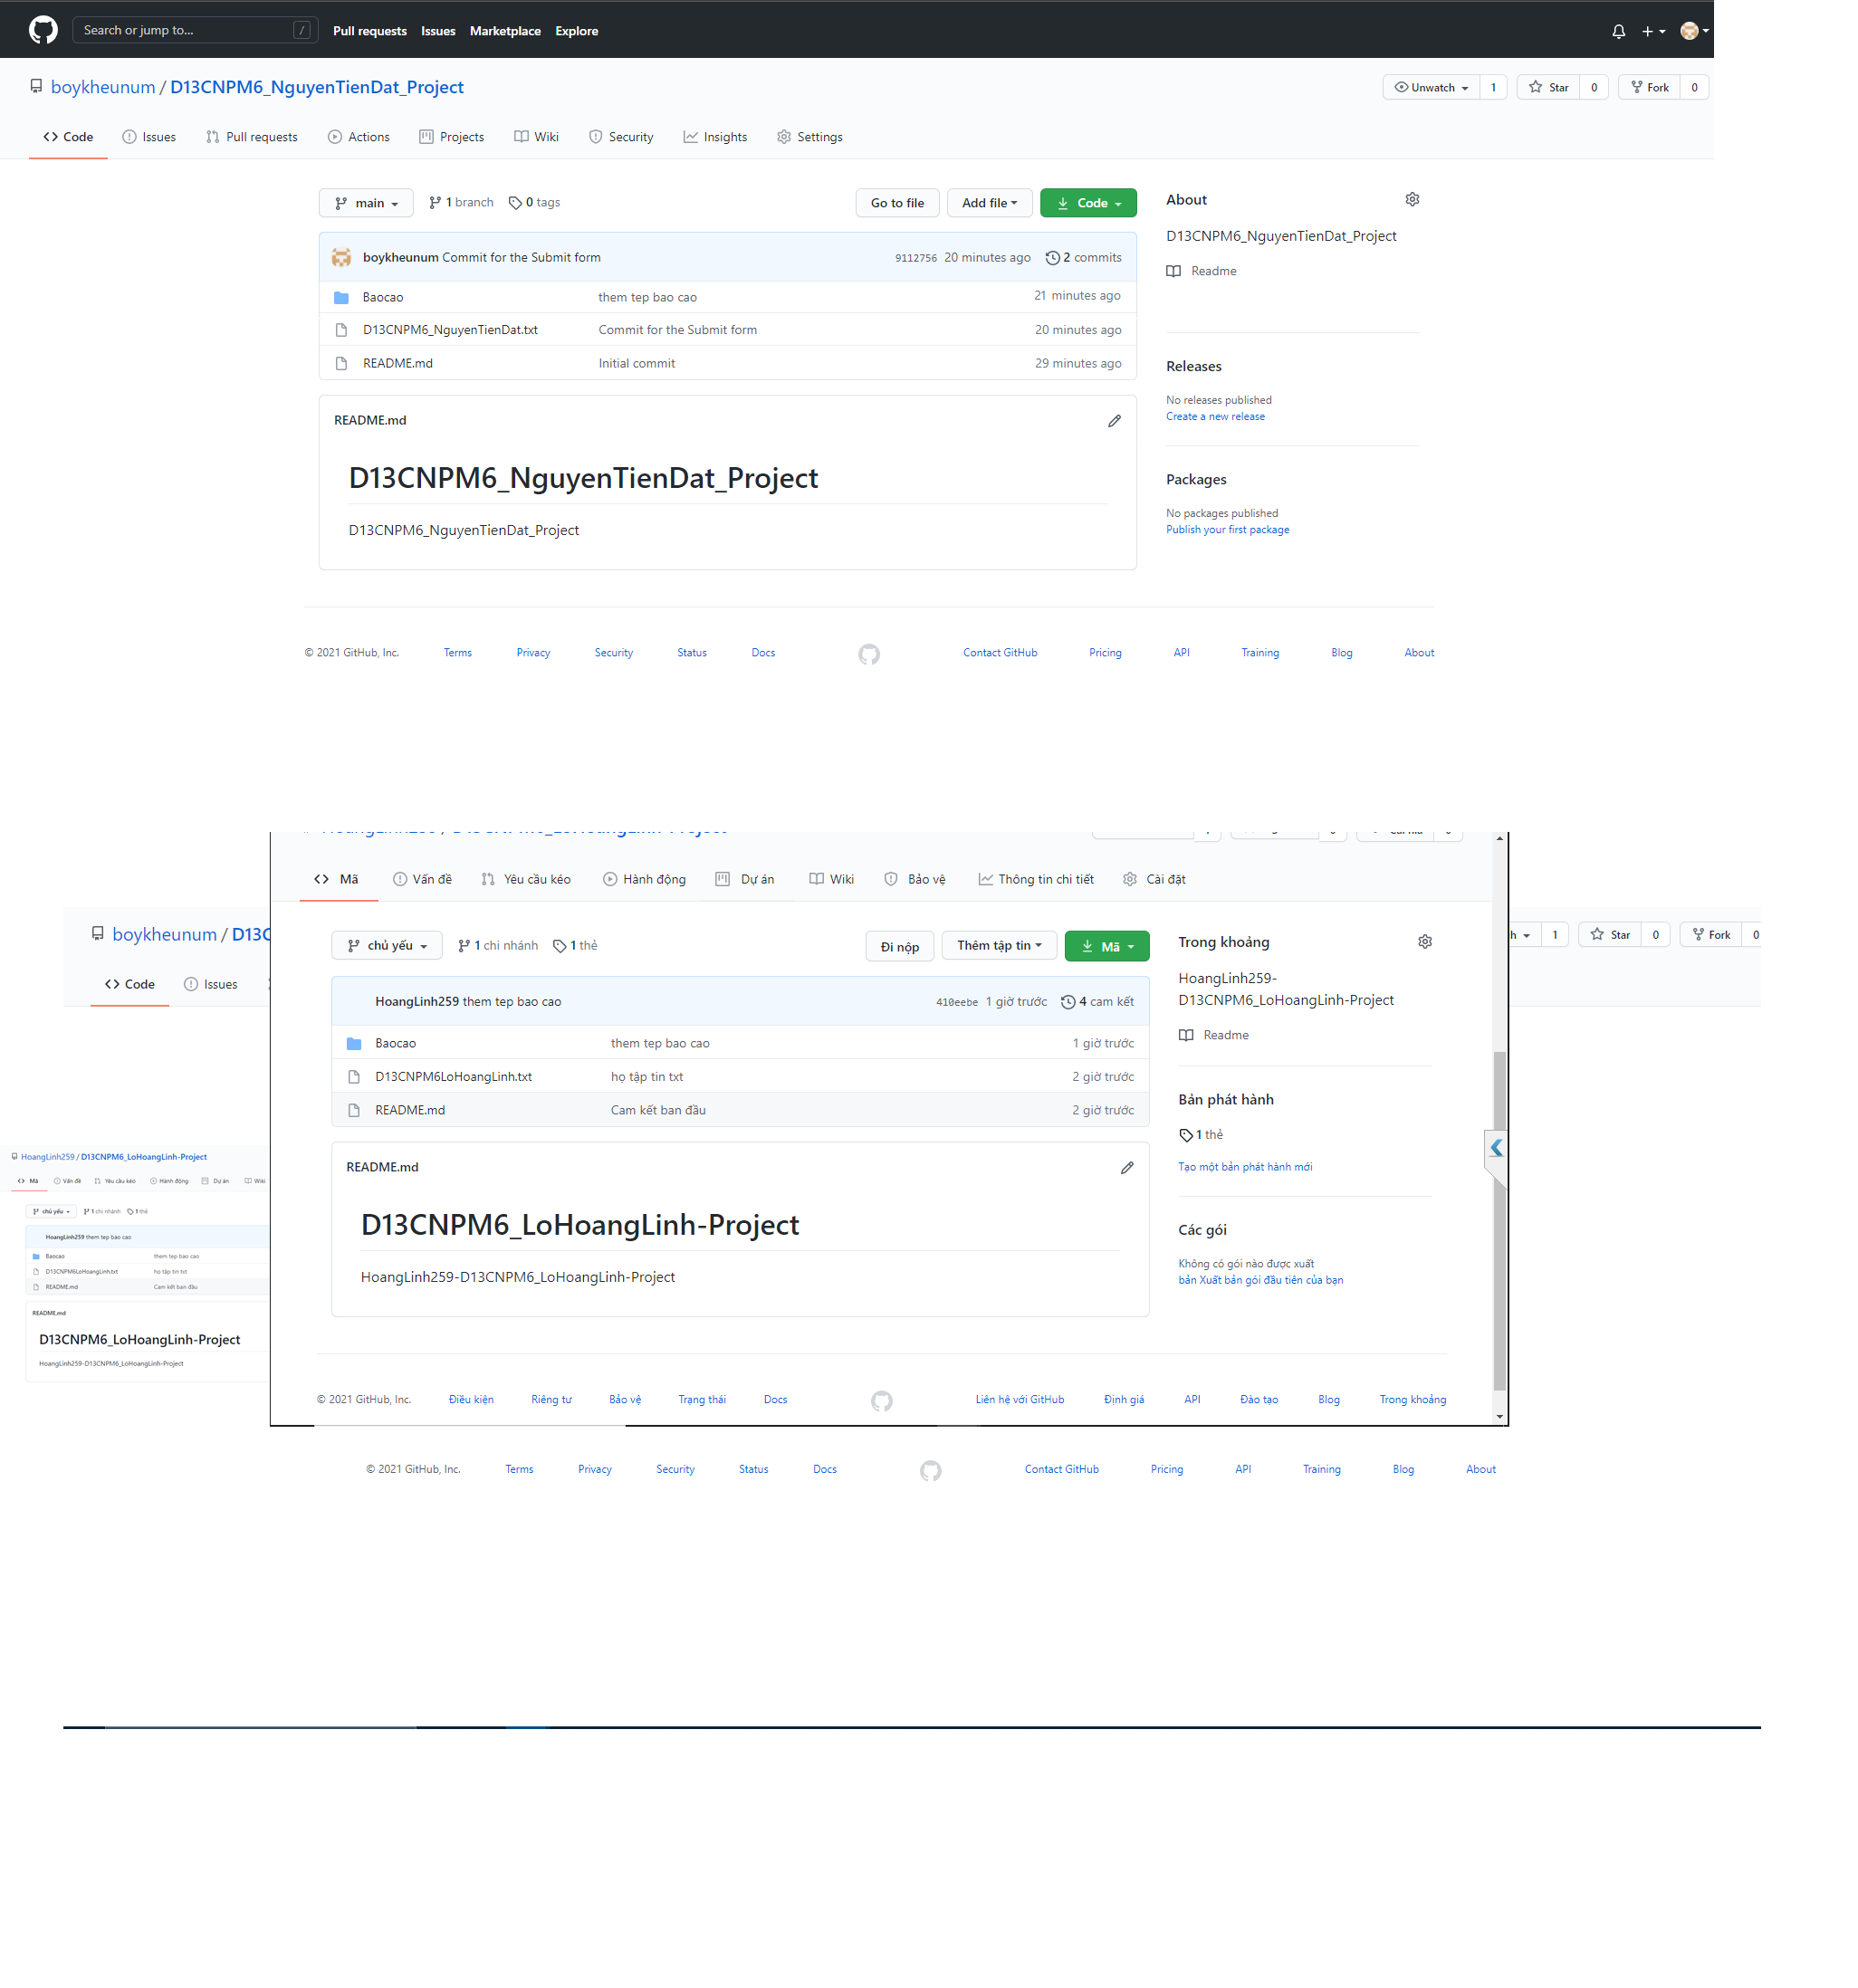 Search or jump to... /
Pull requests Issues Marketplace Explore
boykheunum / D13CNPM6_NguyenTienDat_Project
Unwatch 1 Star 0 Fork 0
Code Issues Pull requests Actions Projects Wiki Security Insights Settings
main 1 branch 0 tags Go to file Add file Code
boykheunum Commit for the Submit form 9112756 20 minutes ago 2 commits
Baocao them tep bao cao 21 minutes ago
D13CNPM6_NguyenTienDat.txt Commit for the Submit form 20 minutes ago
README.md Initial commit 29 minutes ago
README.md
D13CNPM6_NguyenTienDat_Project
D13CNPM6_NguyenTienDat_Project
About
D13CNPM6_NguyenTienDat_Project
Readme
Releases
No releases published
Create a new release
Packages
No packages published
Publish your first package
© 2021 GitHub, Inc. Terms Privacy Security Status Docs Contact GitHub Pricing API Training Blog About
Mã Vấn đề Yêu cầu kéo Hành động Dự án Wiki Bảo vệ Thông tin chi tiết Cài đặt
boykheunum / D13C
1 Star 0 Fork 0
Code Issues
chủ yếu 1 chi nhánh 1 thẻ Đi nộp Thêm tập tin Mã
HoangLinh259 them tep bao cao 410eebe 1 giờ trước 4 cam kết
Baocao them tep bao cao 1 giờ trước
D13CNPM6LoHoangLinh.txt họ tập tin txt 2 giờ trước
README.md Cam kết ban đầu 2 giờ trước
README.md
D13CNPM6_LoHoangLinh-Project
HoangLinh259-D13CNPM6_LoHoangLinh-Project
Trong khoảng
HoangLinh259-
D13CNPM6_LoHoangLinh-Project
Readme
Bản phát hành
1 thẻ
Tạo một bản phát hành mới
Các gói
Không có gói nào được xuất
bản Xuất bản gói đầu tiên của bạn
© 2021 GitHub, Inc. Điều kiện Riêng tư Bảo vệ Trạng thái Docs Liên hệ với GitHub Định giá API Đào tạo Blog Trong khoảng
HoangLinh259 / D13CNPM6_LoHoangLinh-Project
Mã Vấn đề Yêu cầu kéo Hành động Dự án Wiki
chủ yếu 1 chi nhánh 1 thẻ
HoangLinh259 them tep bao cao
Baocao them tep bao cao
D13CNPM6LoHoangLinh.txt họ tập tin txt
README.md Cam kết ban đầu
README.md
D13CNPM6_LoHoangLinh-Project
HoangLinh259-D13CNPM6_LoHoangLinh-Project
© 2021 GitHub, Inc. Terms Privacy Security Status Docs Contact GitHub Pricing API Training Blog About